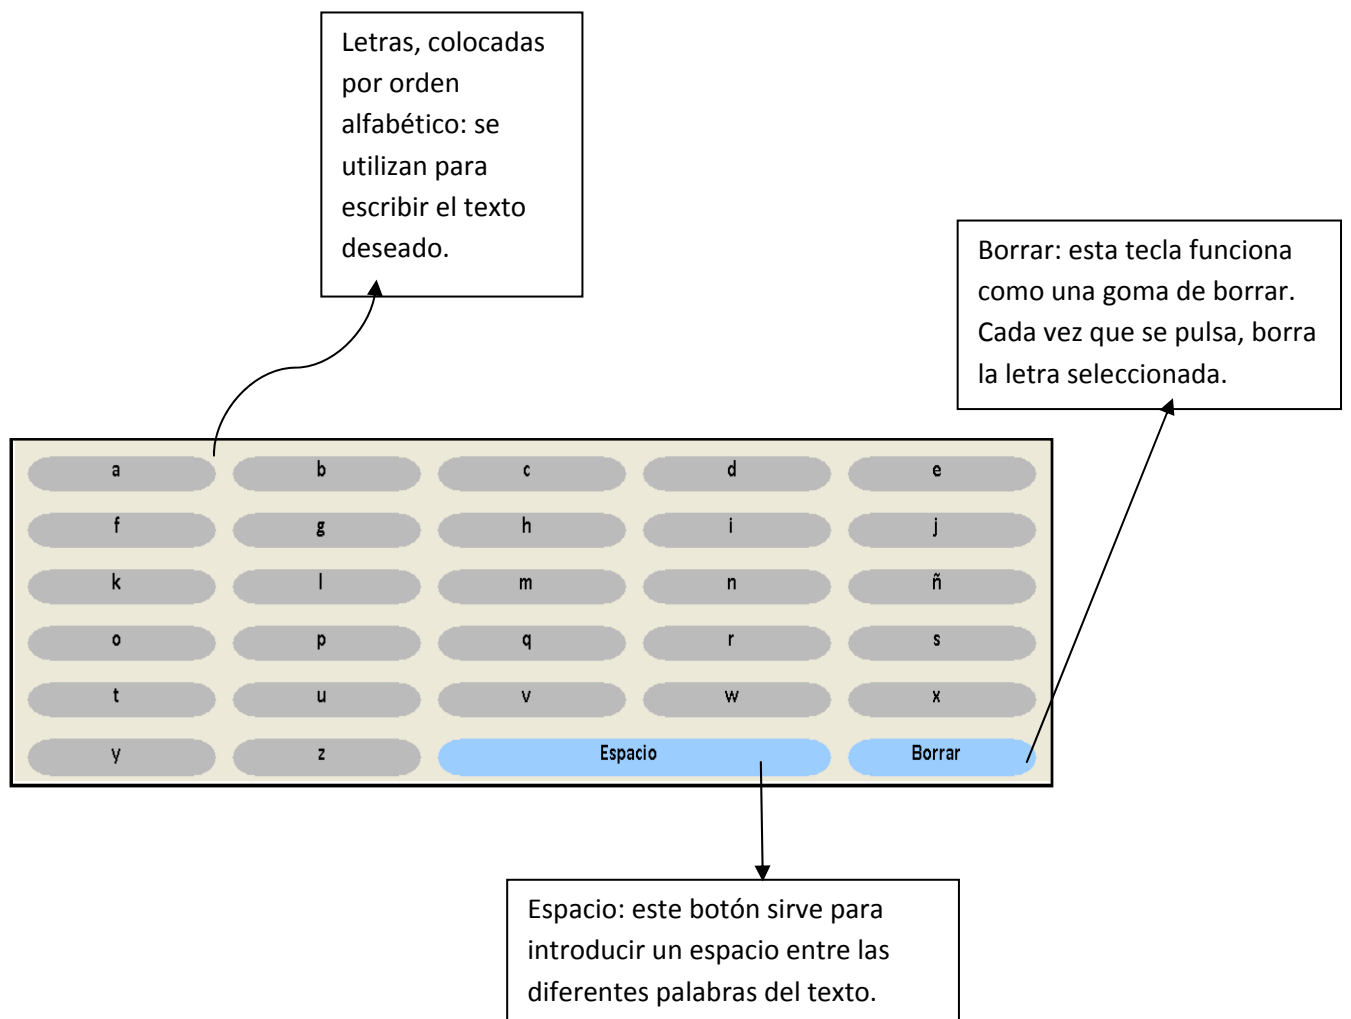 Letras, colocadas
por orden
alfabético: se
utilizan para
escribir el texto
deseado.
Borrar: esta tecla funciona
como una goma de borrar.
Cada vez que se pulsa, borra
la letra seleccionada.
a b c d e
f g h i j
k l m n ñ
o p q r s
t u v w x
y z Espacio Borrar
Espacio: este botón sirve para
introducir un espacio entre las
diferentes palabras del texto.